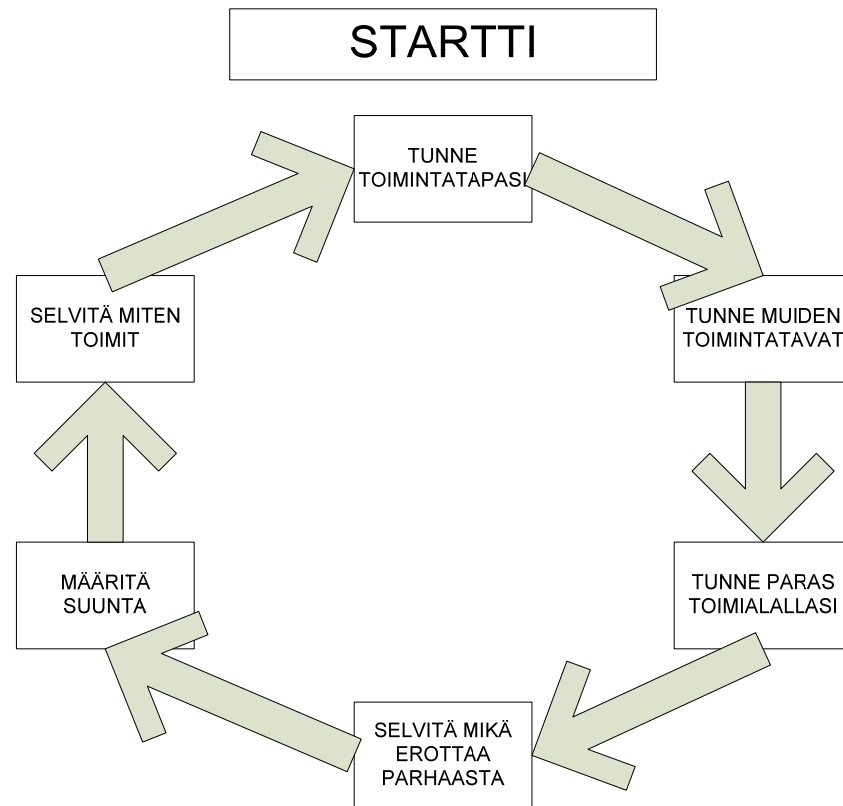 STARTTI
TUNNE
TOIMINTATAPASI
TUNNE MUIDEN
TOIMINTATAVAT
TUNNE PARAS
TOIMIALALLASI
SELVITÄ MIKÄ
EROTTAA
PARHAASTA
MÄÄRITÄ
SUUNTA
SELVITÄ MITEN
TOIMIT